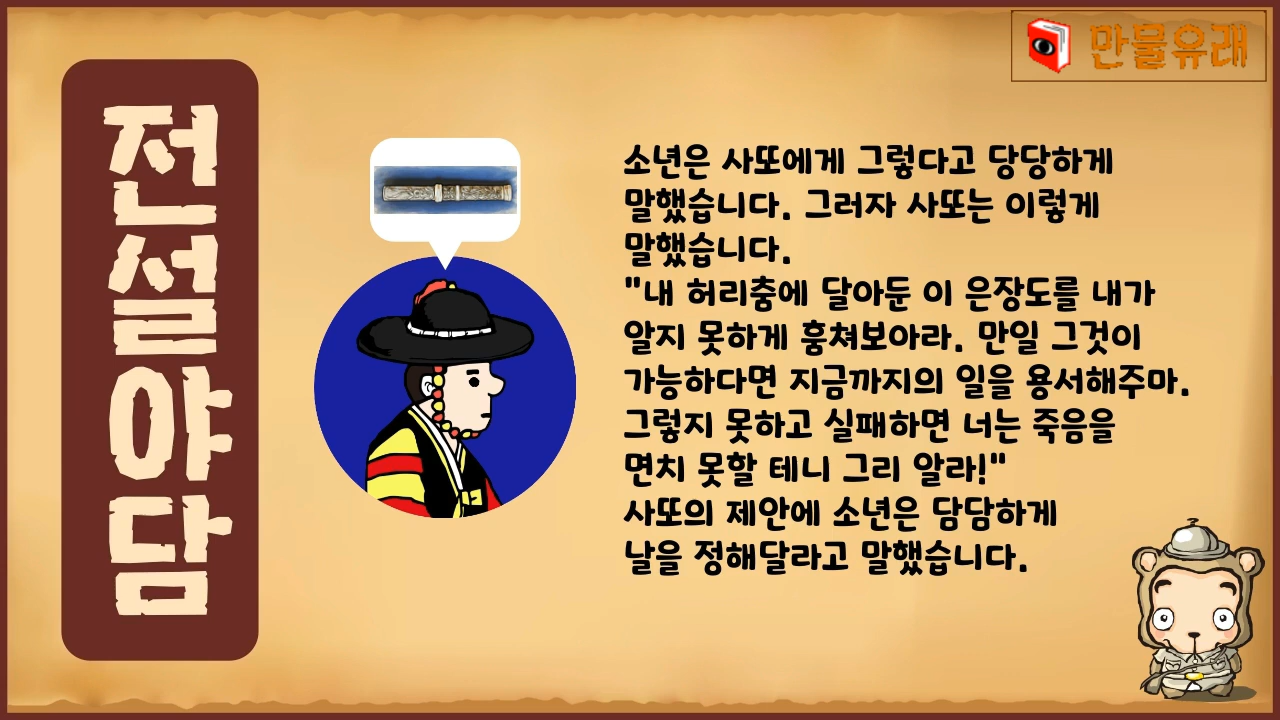 만물유래
전설야담
소년은 사또에게 그렇다고 당당하게
말했습니다. 그러자 사또는 이렇게
말했습니다.
"내 허리춤에 달아둔 이 은장도를 내가
알지 못하게 훔쳐보아라. 만일 그것이
가능하다면 지금까지의 일을 용서해주마.
그렇지 못하고 실패하면 너는 죽음을
면치 못할 테니 그리 알라!"
사또의 제안에 소년은 담담하게
날을 정해달라고 말했습니다.